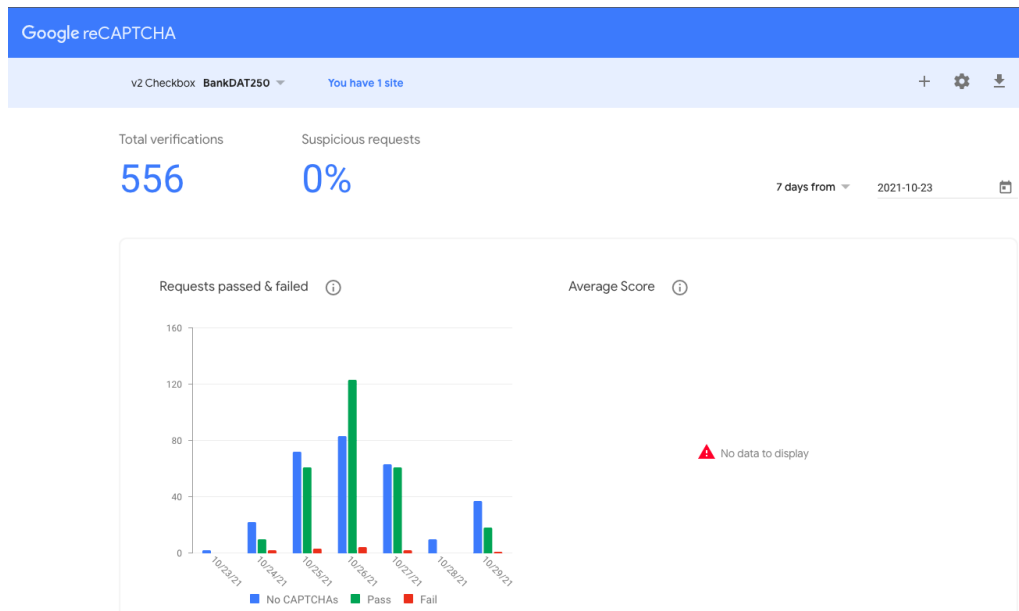 Google reCAPTCHA
v2 Checkbox BankDAT250 You have 1 site
Total verifications Suspicious requests
556 0%
7 days from 2021-10-23
Requests passed & failed Average Score
160
120
80
40
0
No data to display
10/23/21 10/24/21 10/25/21 10/26/21 10/27/21 10/28/21 10/29/21
No CAPTCHAs Pass Fail